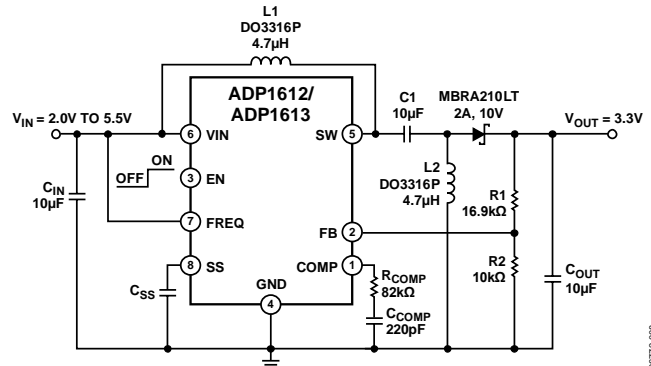 L1
DO3316P
4.7µH
ADP1612/
ADP1613
VIN = 2.0V TO 5.5V
6 VIN
SW 5
C1
10µF
MBRA210LT
2A, 10V
VOUT = 3.3V
ON
OFF
3 EN
CIN
10µF
L2
DO3316P
4.7µH
R1
16.9kΩ
7 FREQ
FB 2
8 SS
COMP 1
R2
10kΩ
CSS
GND
4
RCOMP
82kΩ
CCOMP
220pF
COUT
10µF